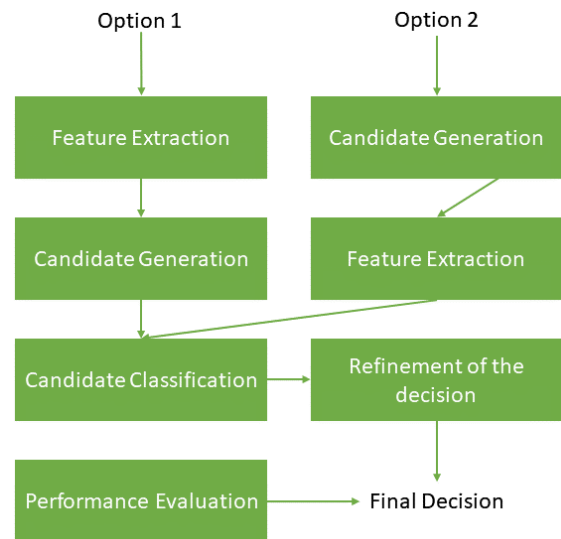 Option 1
Option 2
Feature Extraction
Candidate Generation
Candidate Generation
Feature Extraction
Candidate Classification
Refinement of the
decision
Performance Evaluation
Final Decision